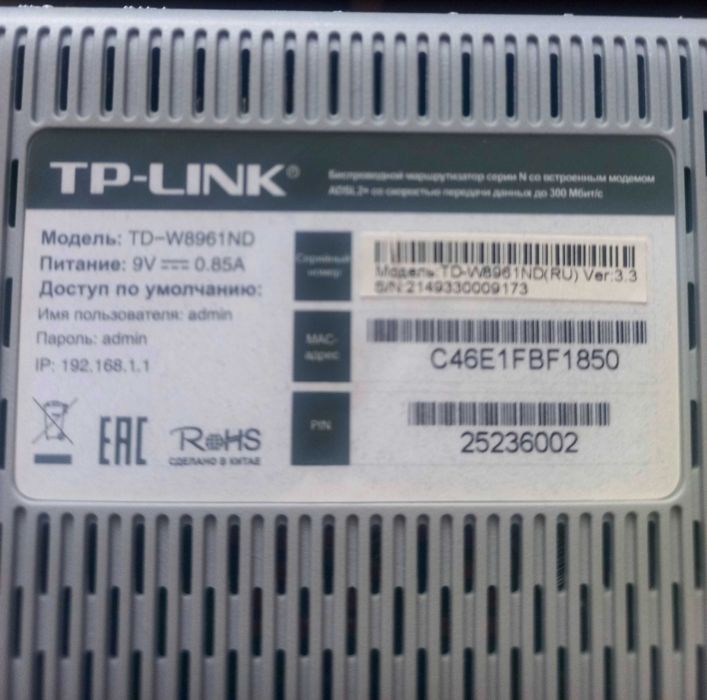 TP-LINK®
Беспроводной маршрутизатор серии N со встроенным модемом
ADSL2+ со скоростью передачи данных до 300 Мбит/с
Модель: TD-W8961ND
Питание: 9V 0.85A
Доступ по умолчанию:
Имя пользователя: admin
Пароль: admin
IP: 192.168.1.1
Серийный
номер
Модель:TD-W8961ND(RU) Ver:3.3
S/N:2149330009173
MAC-
адрес
C46E1FBF1850
PIN
25236002
EAC
RoHS
СДЕЛАНО В КИТАЕ